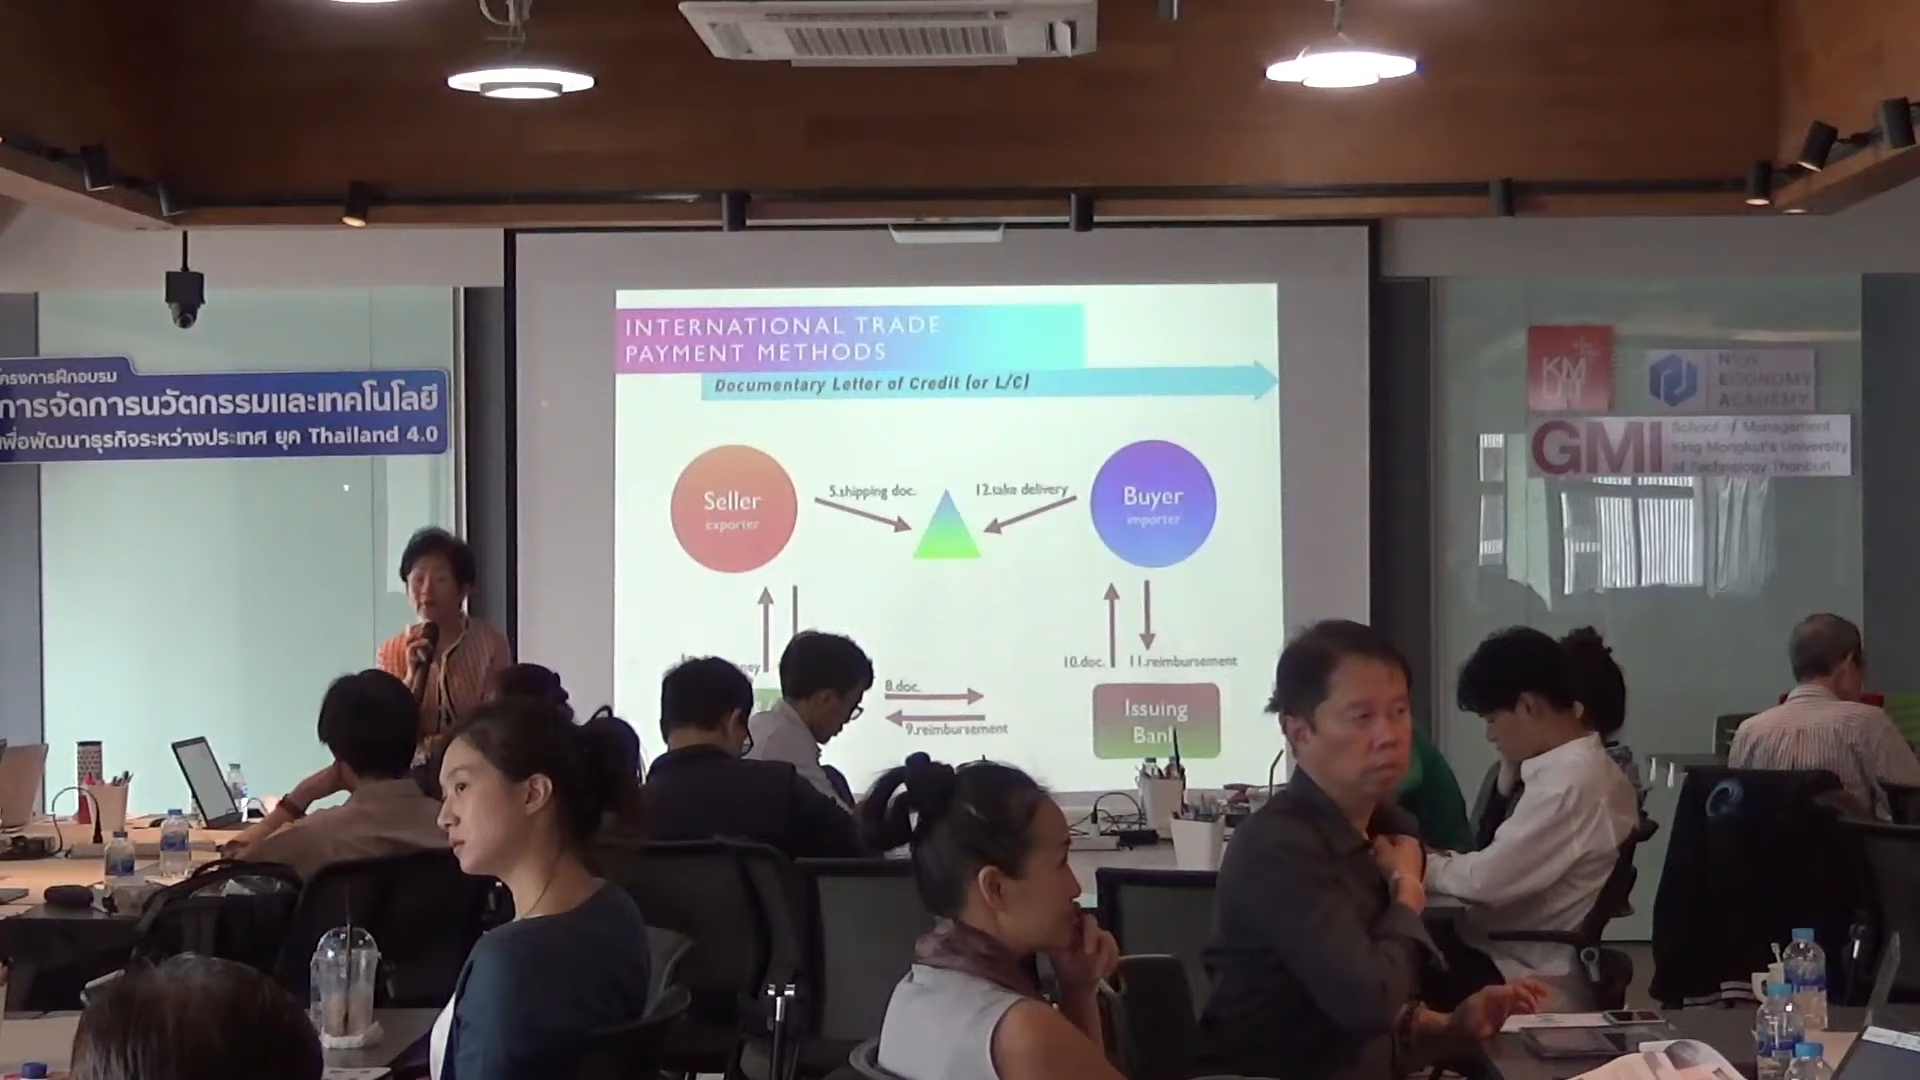 INTERNATIONAL TRADE
PAYMENT METHODS
Documentary Letter of Credit (or L/C)
Seller
exporter
5.shipping doc.
12.take delivery
Buyer
importer
10.doc.
11.reimbursement
8.doc.
9.reimbursement
Issuing
Bank
โครงการฝึกอบรม
การจัดการนวัตกรรมและเทคโนโลยี
เพื่อพัฒนาธุรกิจระหว่างประเทศ ยุค Thailand 4.0
KM
UTT
NEW
ECONOMY
ACADEMY
GMI
School of Management
King Mongkut's University
of Technology Thonburi